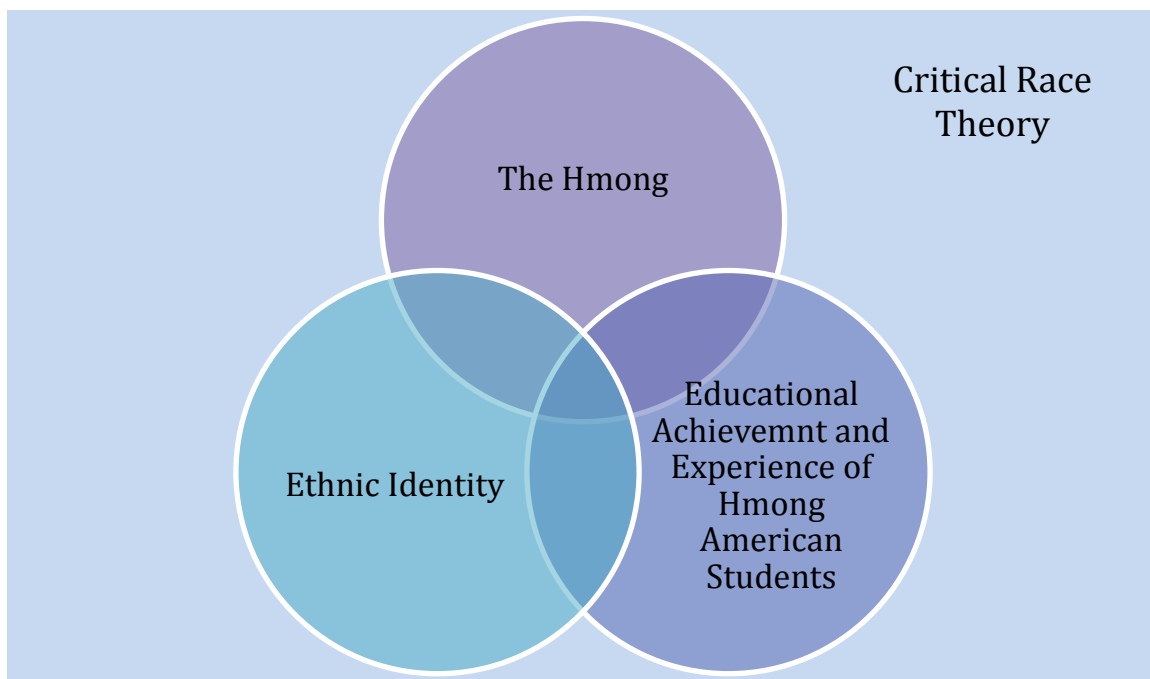 Critical Race
Theory
The Hmong
Ethnic Identity
Educational
Achievemnt and
Experience of
Hmong
American
Students